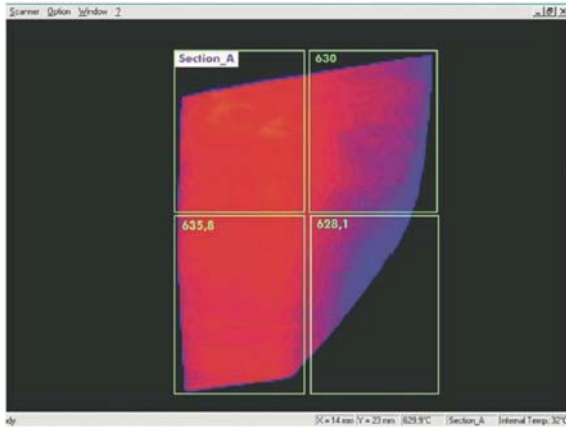 Scanner Option Window ?
Section_A
630
635,8
628,1
dy
X = 14 mm Y = 23 mm 629,9°C Section_A Internal Temp: 32°C